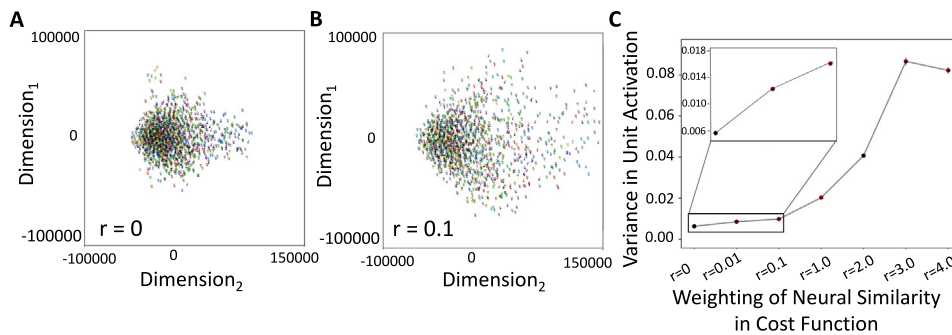 A
100000
Dimension1
0
-100000
r = 0
-100000
0
150000
Dimension2
B
100000
Dimension1
0
-100000
r = 0.1
-100000
0
150000
Dimension2
C
Variance in Unit Activation
0.08
0.06
0.04
0.02
0.00
0.018
0.014
0.010
0.006
r=0
r=0.01
r=0.1
r=1.0
r=2.0
r=3.0
r=4.0
Weighting of Neural Similarity
in Cost Function